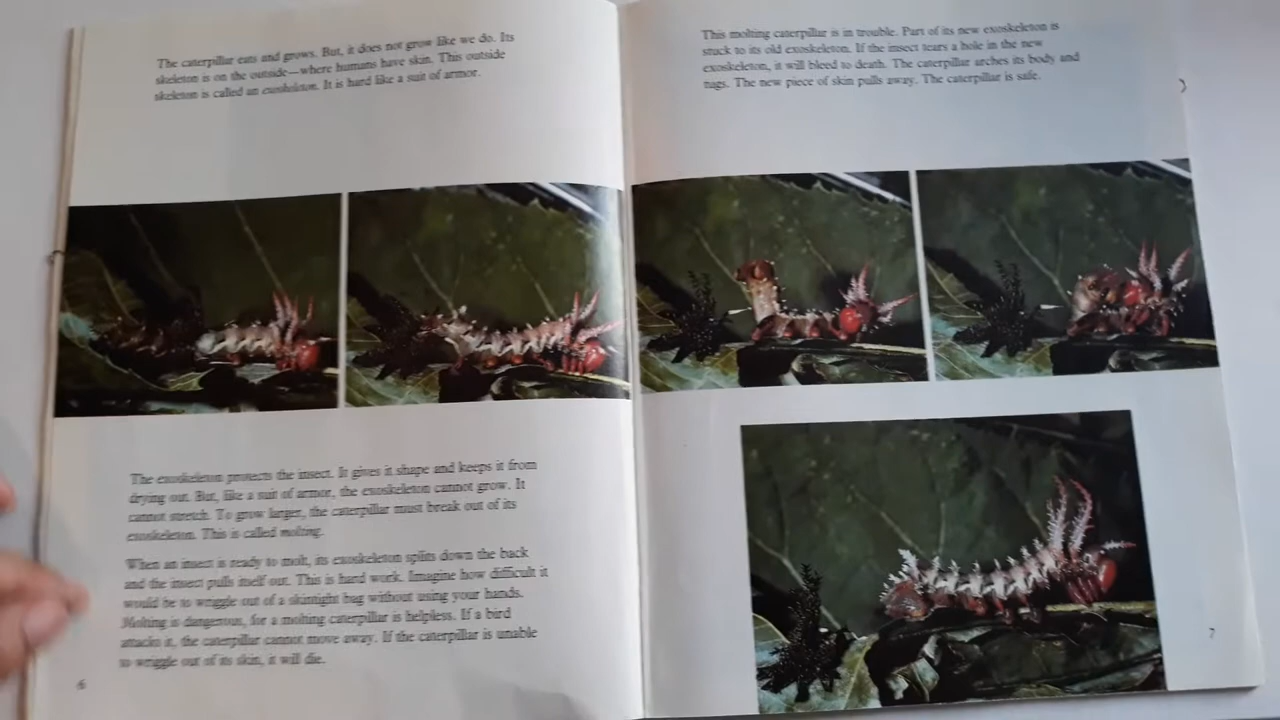 The caterpillar eats and grows. But, it does not grow like we do. Its
skeleton is on the outside—where humans have skin. This outside
skeleton is called an exoskeleton. It is hard like a suit of armor.
The exoskeleton protects the insect. It gives it shape and keeps it from
drying out. But, like a suit of armor, the exoskeleton cannot grow. It
cannot stretch. To grow larger, the caterpillar must break out of its
exoskeleton. This is called molting.
When an insect is ready to molt, its exoskeleton splits down the back
and the insect pulls itself out. This is hard work. Imagine how difficult it
would be to wriggle out of a skintight bag without using your hands.
Molting is dangerous, for a molting caterpillar is helpless. If a bird
attacks it, the caterpillar cannot move away. If the caterpillar is unable
to wriggle out of its skin, it will die.
6
This molting caterpillar is in trouble. Part of its new exoskeleton is
stuck to its old exoskeleton. If the insect tears a hole in the new
exoskeleton, it will bleed to death. The caterpillar arches its body and
tugs. The new piece of skin pulls away. The caterpillar is safe.
7